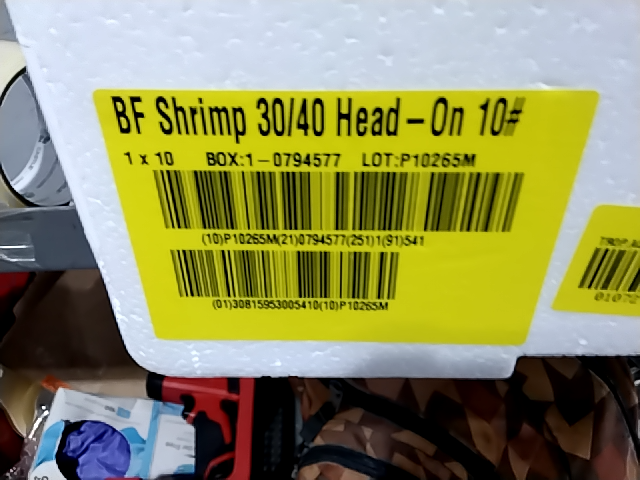 BF Shrimp 30/40 Head-On 10#
1 x 10 BOX:1-0794577 LOT:P10265M
(10)P10265M(21)0794577(251)1(91)541
(01)30815953005410(10)P10265M